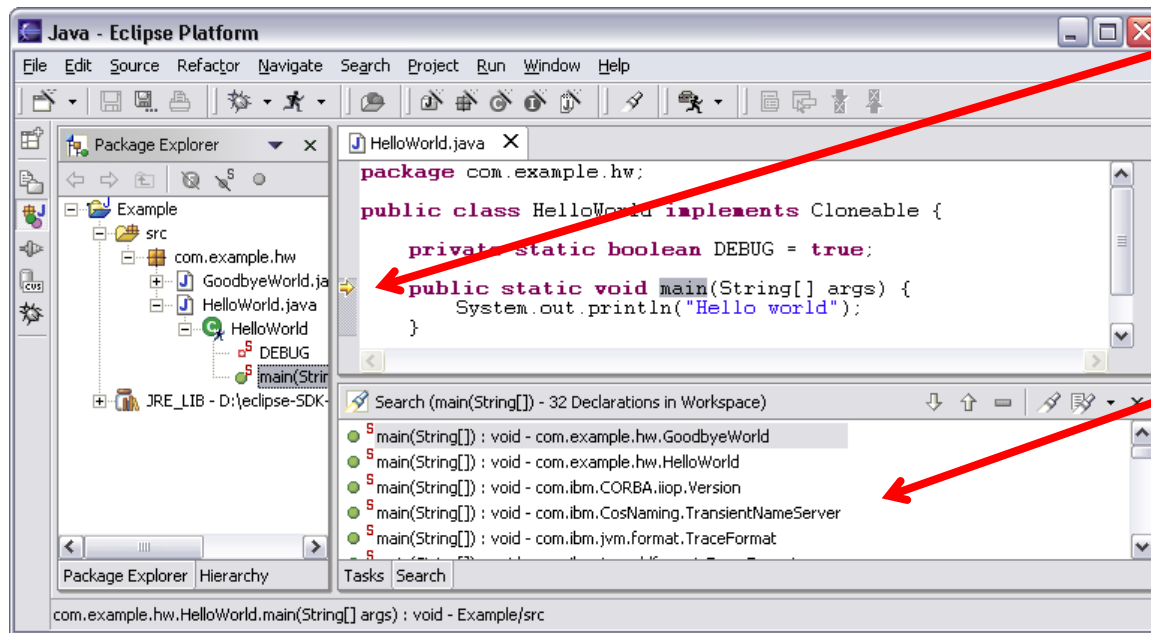 Java - Eclipse Platform
File Edit Source Refactor Navigate Search Project Run Window Help
Package Explorer
Example
src
com.example.hw
GoodbyeWorld.ja
HelloWorld.java
HelloWorld
S DEBUG
S main(Strin
JRE_LIB - D:\eclipse-SDK-
Package Explorer Hierarchy
HelloWorld.java
package com.example.hw;
public class HelloWorld implements Cloneable {
private static boolean DEBUG = true;
public static void main(String[] args) {
System.out.println("Hello world");
}
Search (main(String[]) - 32 Declarations in Workspace)
S main(String[]) : void - com.example.hw.GoodbyeWorld
S main(String[]) : void - com.example.hw.HelloWorld
S main(String[]) : void - com.ibm.CORBA.iiop.Version
S main(String[]) : void - com.ibm.CosNaming.TransientNameServer
S main(String[]) : void - com.ibm.jvm.format.TraceFormat
Tasks Search
com.example.hw.HelloWorld.main(String[] args) : void - Example/src